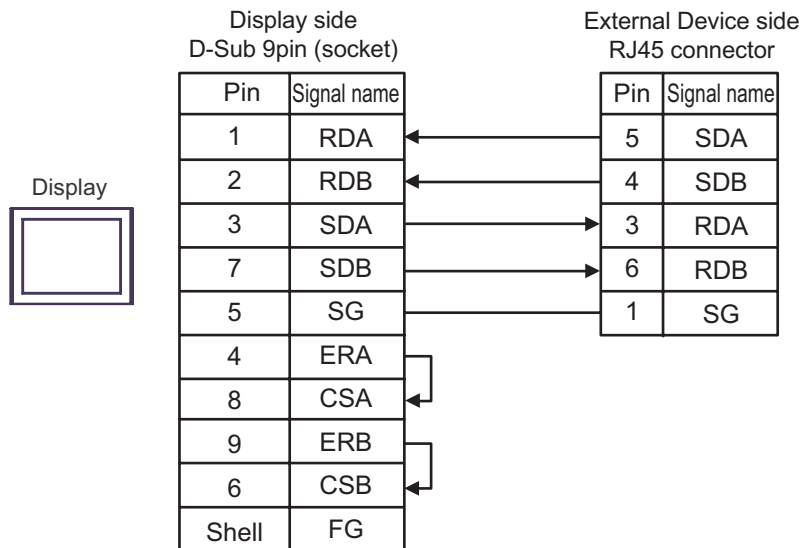 Display side
D-Sub 9pin (socket)
External Device side
RJ45 connector
Display
Pin Signal name
1 RDA
2 RDB
3 SDA
7 SDB
5 SG
4 ERA
8 CSA
9 ERB
6 CSB
Shell FG
Pin Signal name
5 SDA
4 SDB
3 RDA
6 RDB
1 SG